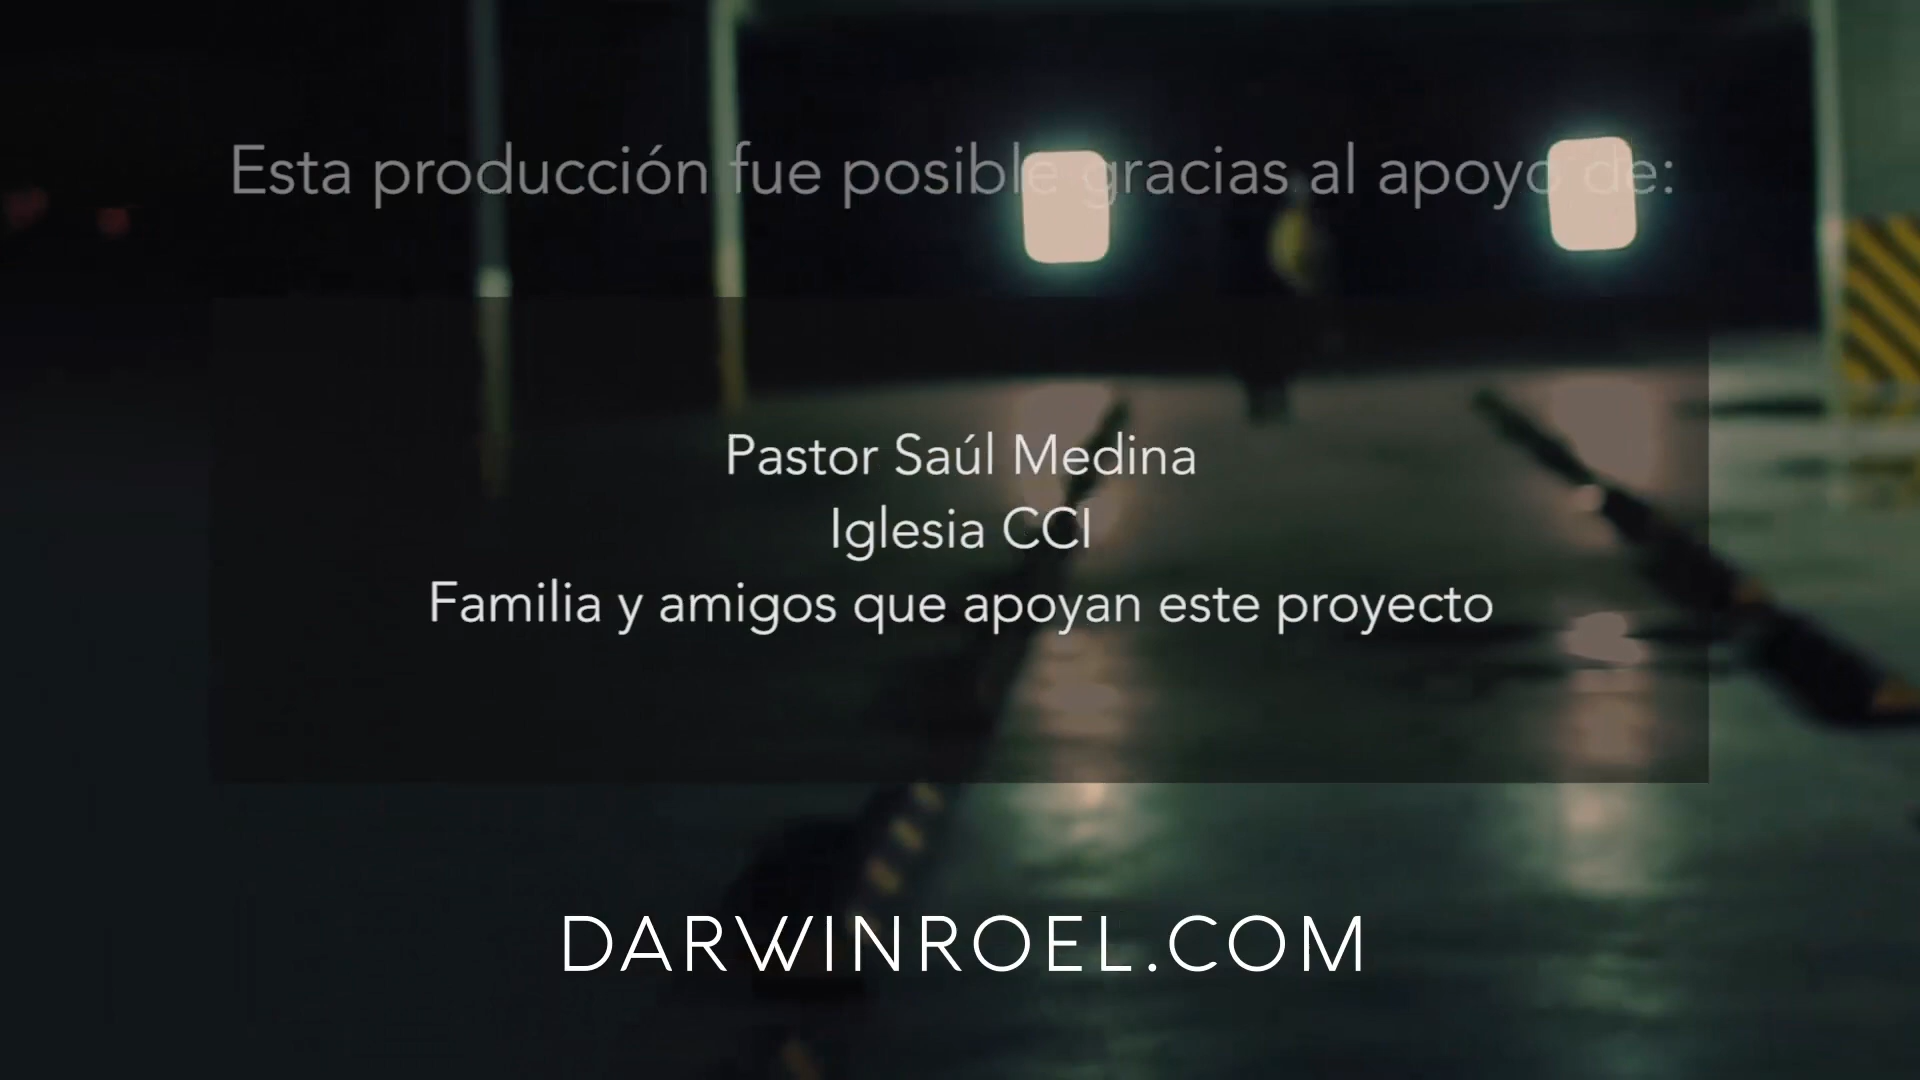 Esta producción fue posible gracias al apoyo de:
Pastor Saúl Medina
Iglesia CCI
Familia y amigos que apoyan este proyecto
DARWINROEL.COM